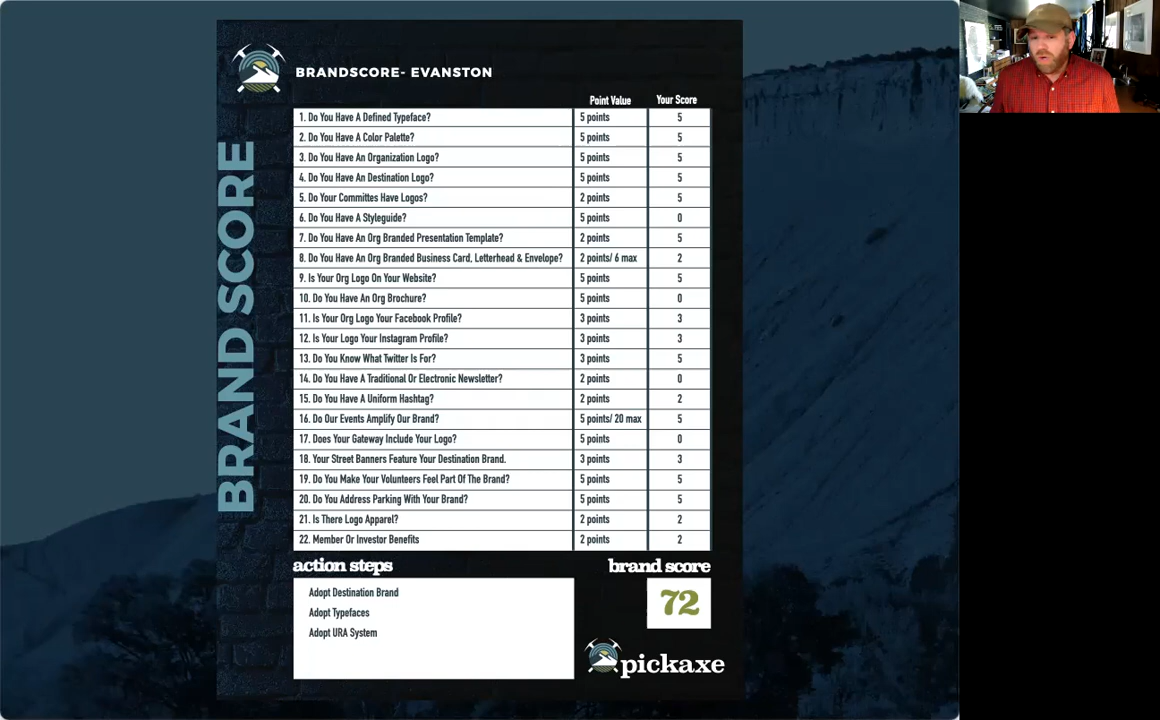 BRAND SCORE
BRANDSCORE- EVANSTON
Point Value Your Score
1. Do You Have A Defined Typeface? 5 points 5
2. Do You Have A Color Palette? 5 points 5
3. Do You Have An Organization Logo? 5 points 5
4. Do You Have An Destination Logo? 5 points 5
5. Do Your Committes Have Logos? 2 points 5
6. Do You Have A Styleguide? 5 points 0
7. Do You Have An Org Branded Presentation Template? 2 points 5
8. Do You Have An Org Branded Business Card, Letterhead & Envelope? 2 points/ 6 max 2
9. Is Your Org Logo On Your Website? 5 points 5
10. Do You Have An Org Brochure? 5 points 0
11. Is Your Org Logo Your Facebook Profile? 3 points 3
12. Is Your Logo Your Instagram Profile? 3 points 3
13. Do You Know What Twitter Is For? 3 points 5
14. Do You Have A Traditional Or Electronic Newsletter? 2 points 0
15. Do You Have A Uniform Hashtag? 2 points 2
16. Do Our Events Amplify Our Brand? 5 points/ 20 max 5
17. Does Your Gateway Include Your Logo? 5 points 0
18. Your Street Banners Feature Your Destination Brand. 3 points 3
19. Do You Make Your Volunteers Feel Part Of The Brand? 5 points 5
20. Do You Address Parking With Your Brand? 5 points 5
21. Is There Logo Apparel? 2 points 2
22. Member Or Investor Benefits 2 points 2
action steps
Adopt Destination Brand
Adopt Typefaces
Adopt URA System
brand score
72
pickaxe